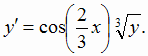 y′ = cos(2/3 x) ∛y.